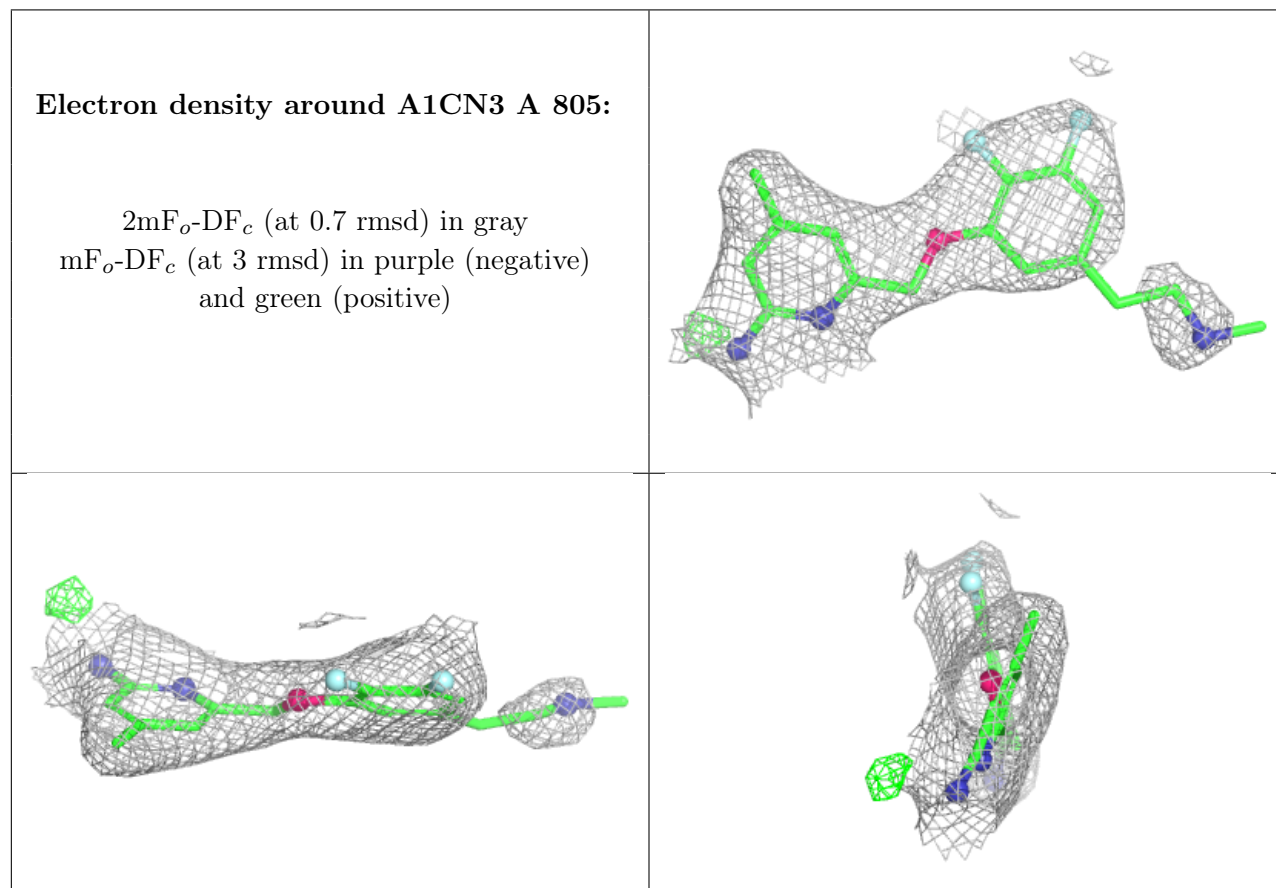 Electron density around A1CN3 A 805:
2mFo-DFc (at 0.7 rmsd) in gray
mFo-DFc (at 3 rmsd) in purple (negative)
and green (positive)